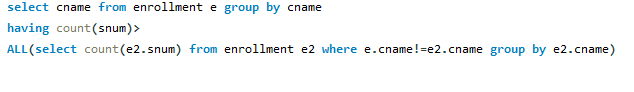 select cname from enrollment e group by cname
having count(snum)>
ALL(select count(e2.snum) from enrollment e2 where e.cname!=e2.cname group by e2.cname)